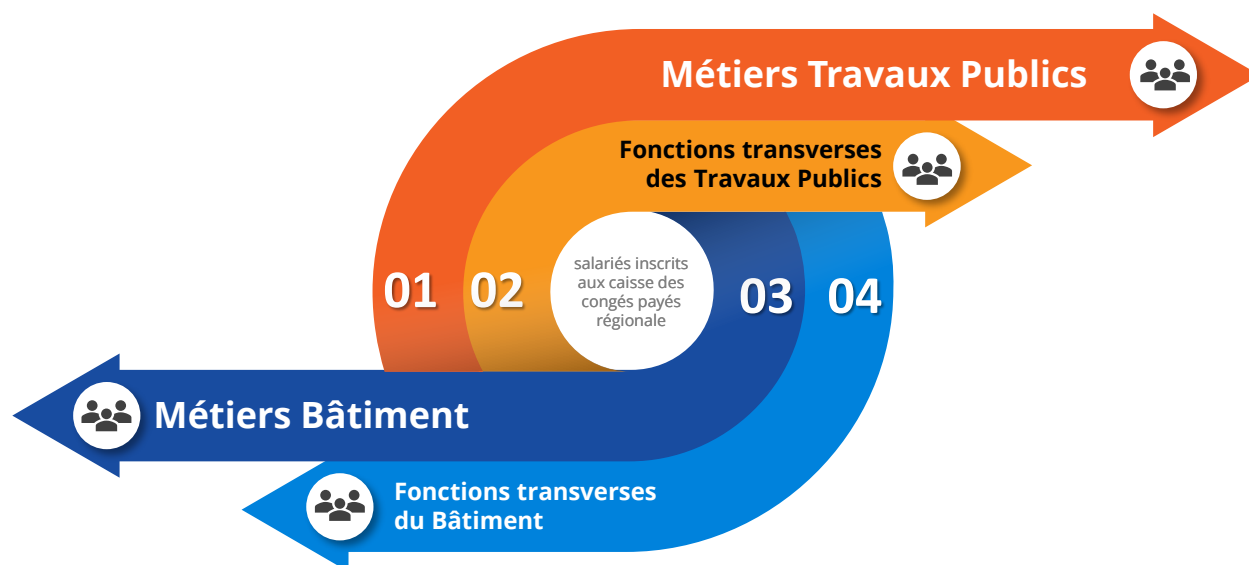 Métiers Travaux Publics
Fonctions transverses
des Travaux Publics
01
02
salariés inscrits
aux caisse des
congés payés
régionale
03
04
Métiers Bâtiment
Fonctions transverses
du Bâtiment